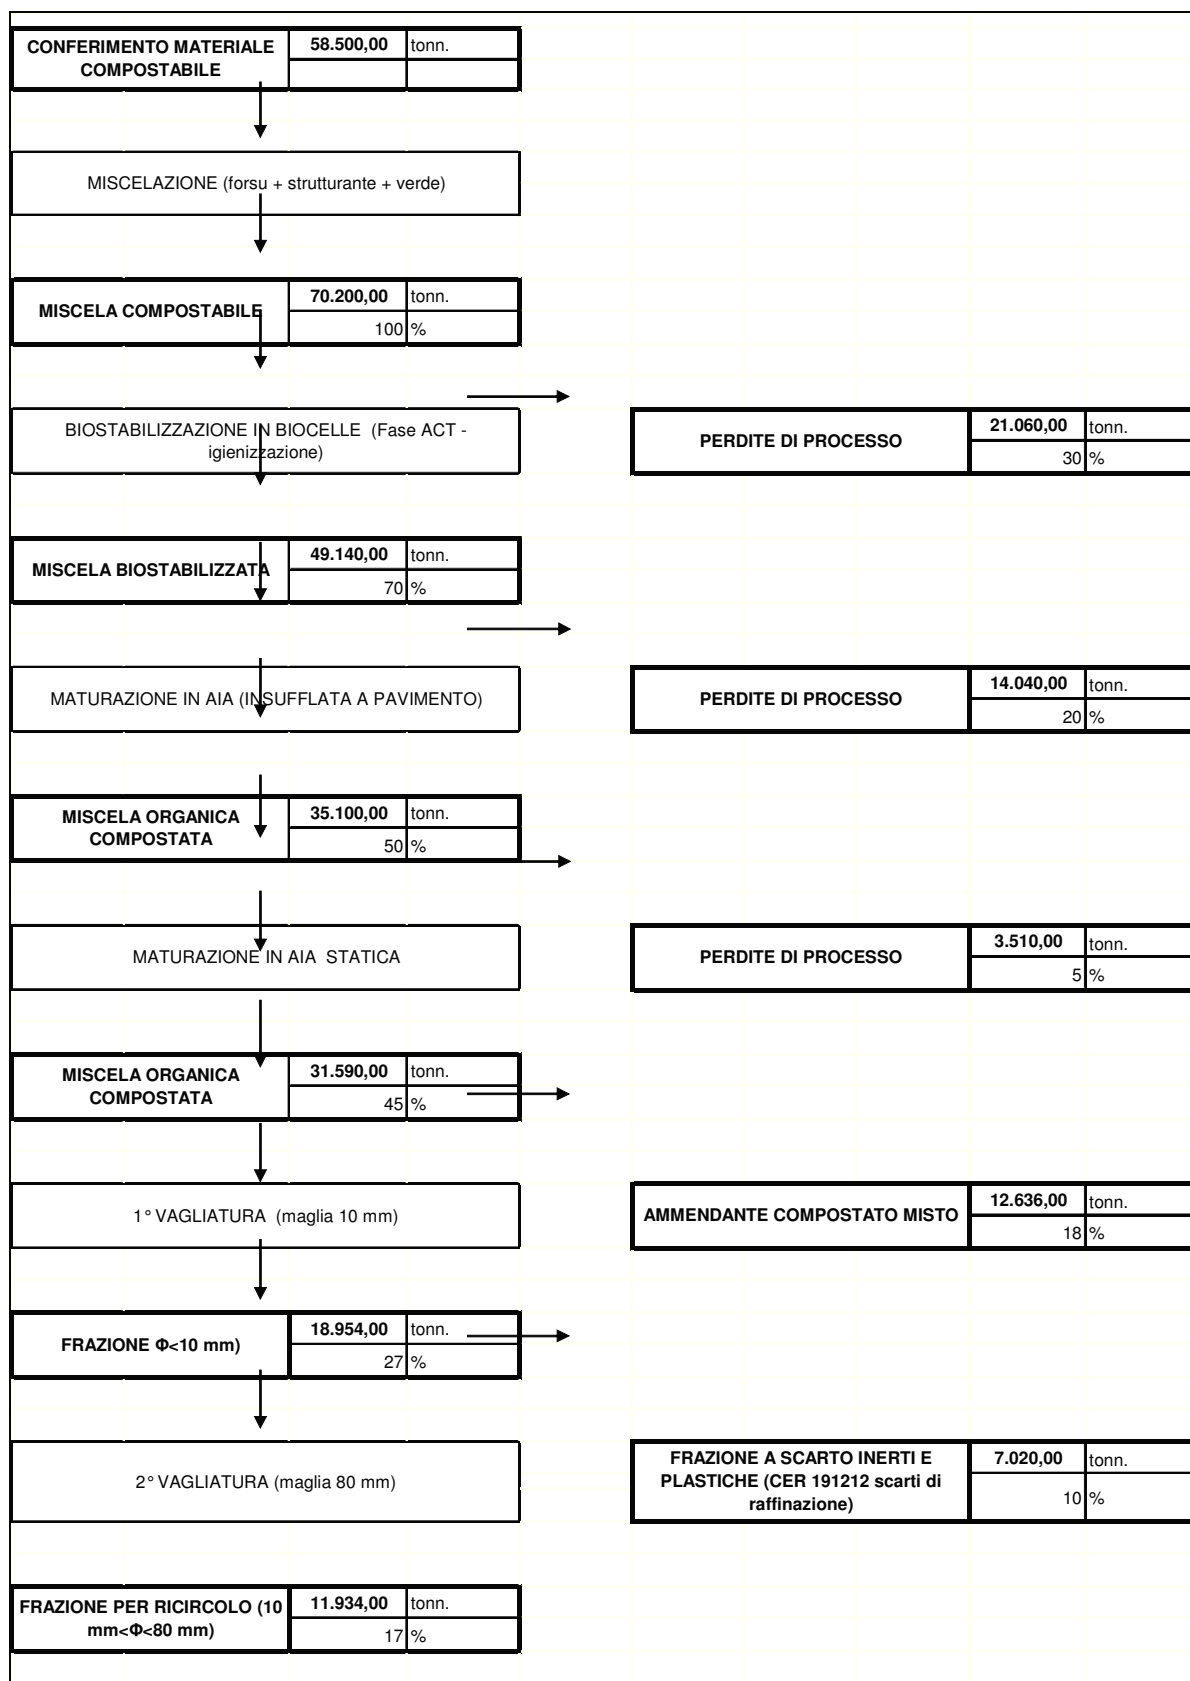 CONFERIMENTO MATERIALE
COMPOSTABILE
58.500,00 tonn.
MISCELAZIONE (forsu + strutturante + verde)
MISCELA COMPOSTABILE
70.200,00 tonn.
100 %
BIOSTABILIZZAZIONE IN BIOCELLE (Fase ACT -
igienizzazione)
PERDITE DI PROCESSO
21.060,00 tonn.
30 %
MISCELA BIOSTABILIZZATA
49.140,00 tonn.
70 %
MATURAZIONE IN AIA (INSUFFLATA A PAVIMENTO)
PERDITE DI PROCESSO
14.040,00 tonn.
20 %
MISCELA ORGANICA
COMPOSTATA
35.100,00 tonn.
50 %
MATURAZIONE IN AIA STATICA
PERDITE DI PROCESSO
3.510,00 tonn.
5 %
MISCELA ORGANICA
COMPOSTATA
31.590,00 tonn.
45 %
1° VAGLIATURA (maglia 10 mm)
AMMENDANTE COMPOSTATO MISTO
12.636,00 tonn.
18 %
FRAZIONE Φ<10 mm)
18.954,00 tonn.
27 %
2° VAGLIATURA (maglia 80 mm)
FRAZIONE A SCARTO INERTI E
PLASTICHE (CER 191212 scarti di
raffinazione)
7.020,00 tonn.
10 %
FRAZIONE PER RICIRCOLO (10
mm<Φ<80 mm)
11.934,00 tonn.
17 %